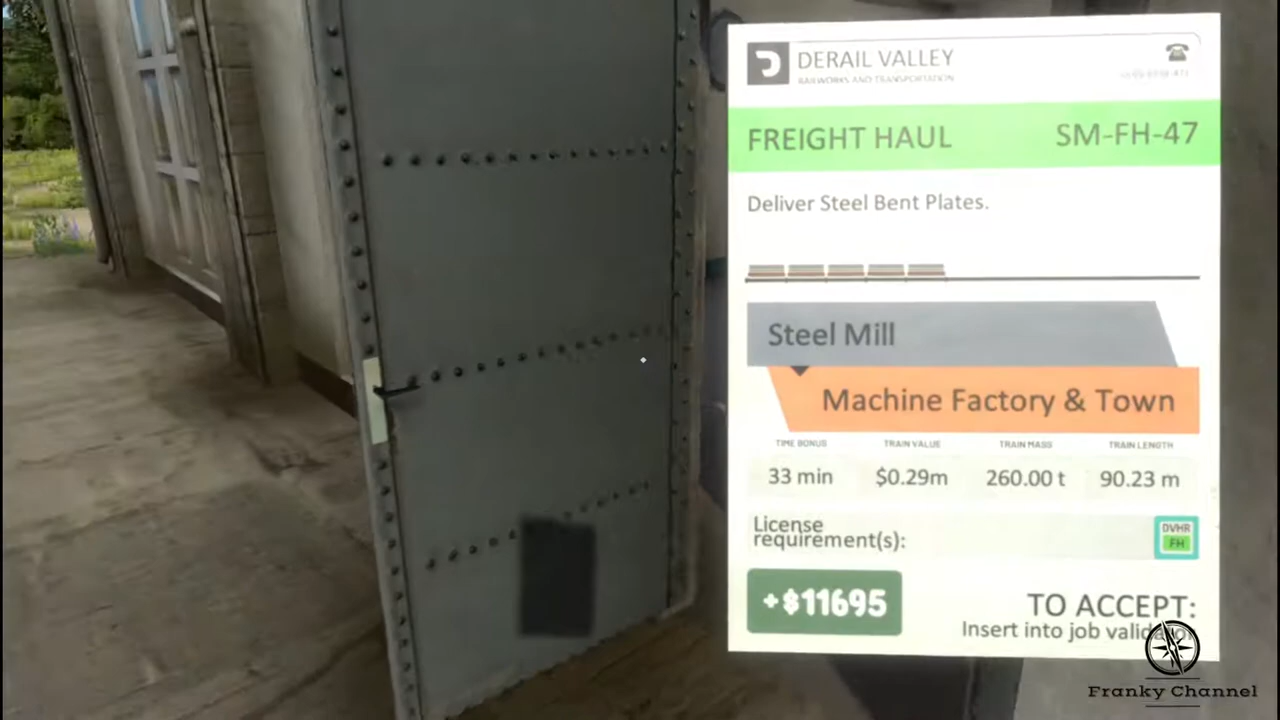 DERAIL VALLEY
RAILWORKS AND TRANSPORTATION
FREIGHT HAUL SM-FH-47
Deliver Steel Bent Plates.
Steel Mill
Machine Factory & Town
TIME BONUS TRAIN VALUE TRAIN MASS TRAIN LENGTH
33 min $0.29m 260.00 t 90.23 m
License
requirement(s):
DVHR
FH
+$11695
TO ACCEPT:
Insert into job validator
Franky Channel